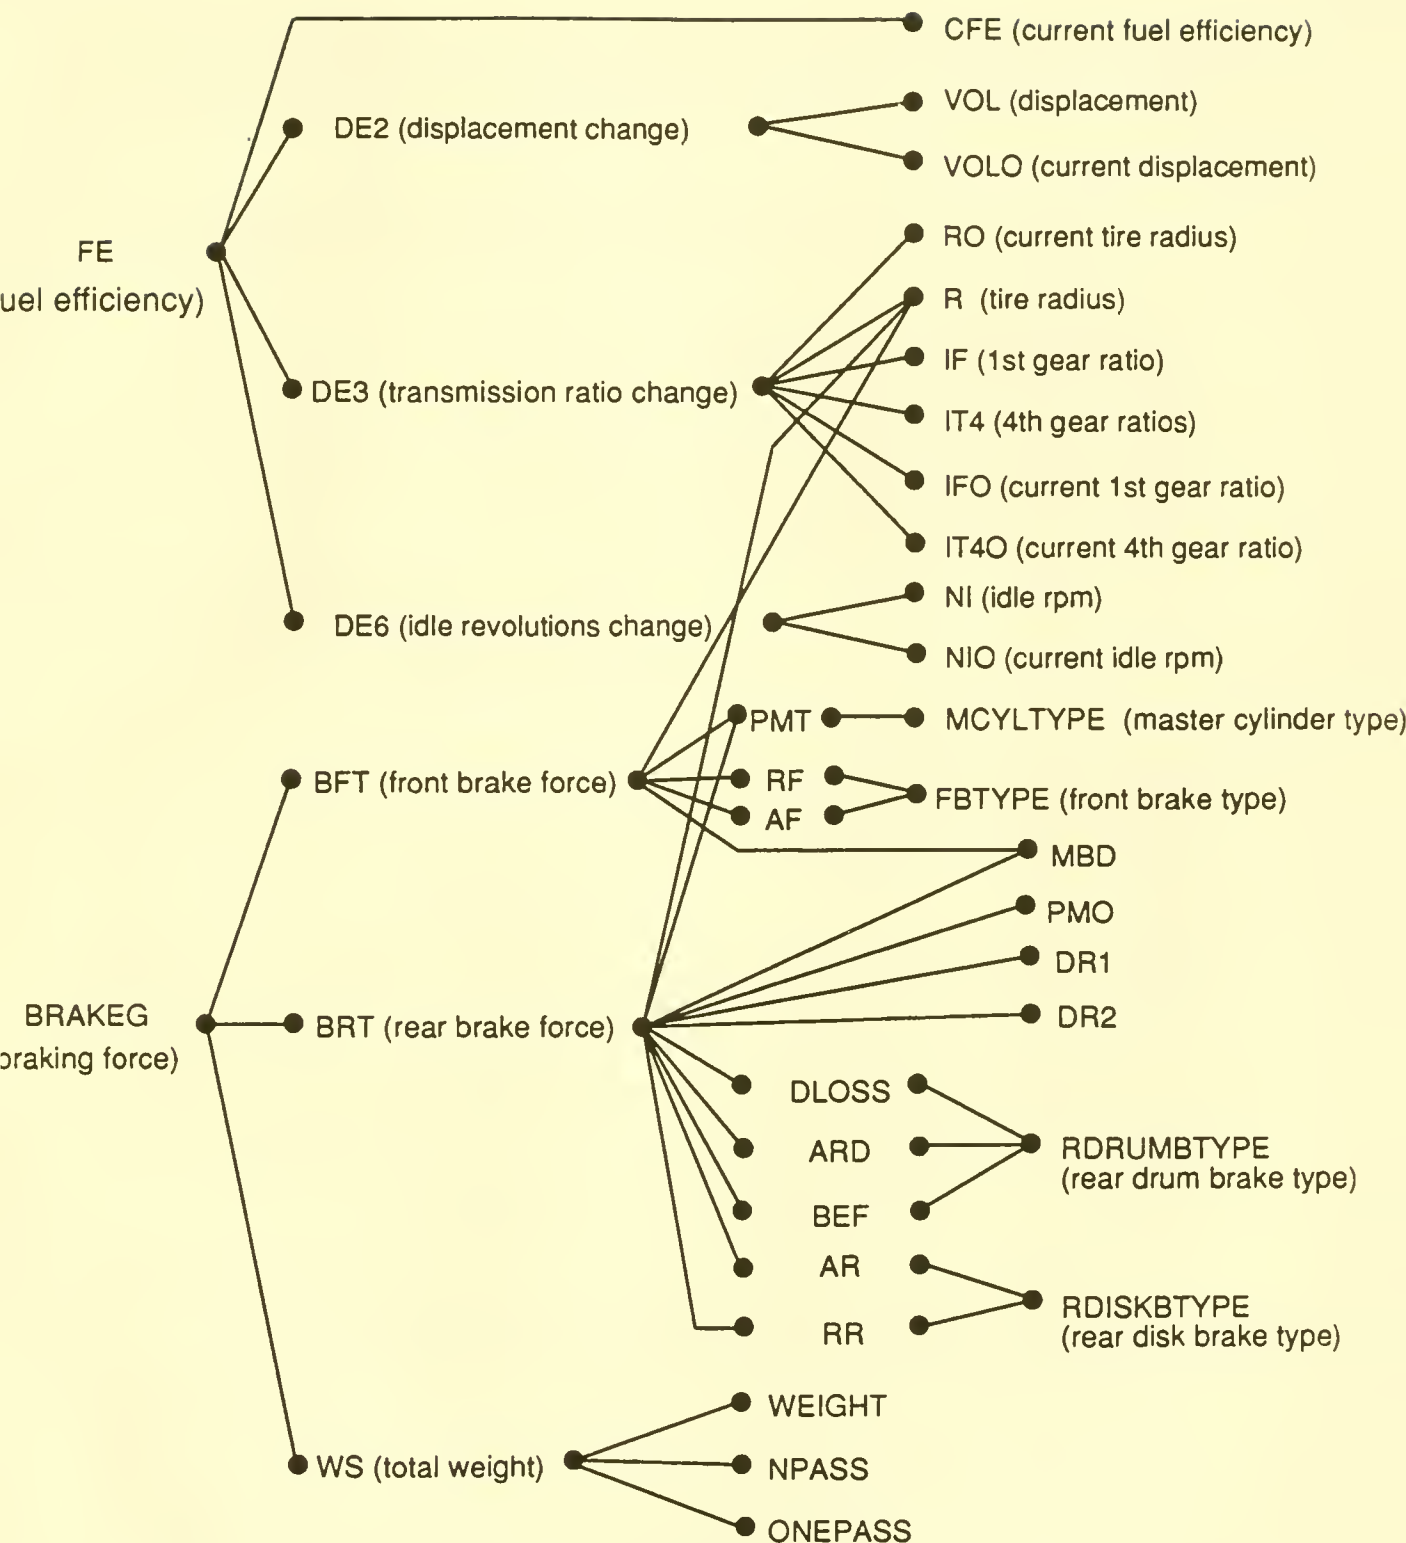 CFE (current fuel efficiency)
VOL (displacement)
DE2 (displacement change)
VOLO (current displacement)
RO (current tire radius)
FE
uel efficiency)
R (tire radius)
IF (1st gear ratio)
DE3 (transmission ratio change)
IT4 (4th gear ratios)
IFO (current 1st gear ratio)
IT4O (current 4th gear ratio)
NI (idle rpm)
DE6 (idle revolutions change)
NIO (current idle rpm)
PMT
MCYLTYPE (master cylinder type)
BFT (front brake force)
RF
AF
FBTYPE (front brake type)
MBD
PMO
DR1
BRAKEG
braking force)
BRT (rear brake force)
DR2
DLOSS
ARD
RDRUMBTYPE
(rear drum brake type)
BEF
AR
RDISKBTYPE
(rear disk brake type)
RR
WEIGHT
WS (total weight)
NPASS
ONEPASS